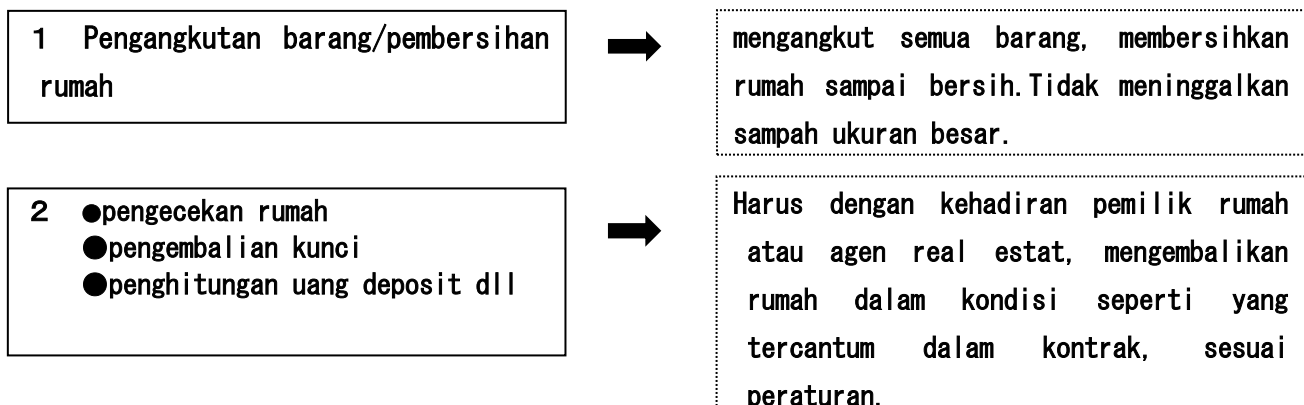 １ Pengangkutan barang/pembersihan
rumah
mengangkut semua barang, membersihkan
rumah sampai bersih.Tidak meninggalkan
sampah ukuran besar.
２ ●pengecekan rumah
●pengembalian kunci
●penghitungan uang deposit dll
Harus dengan kehadiran pemilik rumah
atau agen real estat, mengembalikan
rumah dalam kondisi seperti yang
tercantum dalam kontrak, sesuai
peraturan.